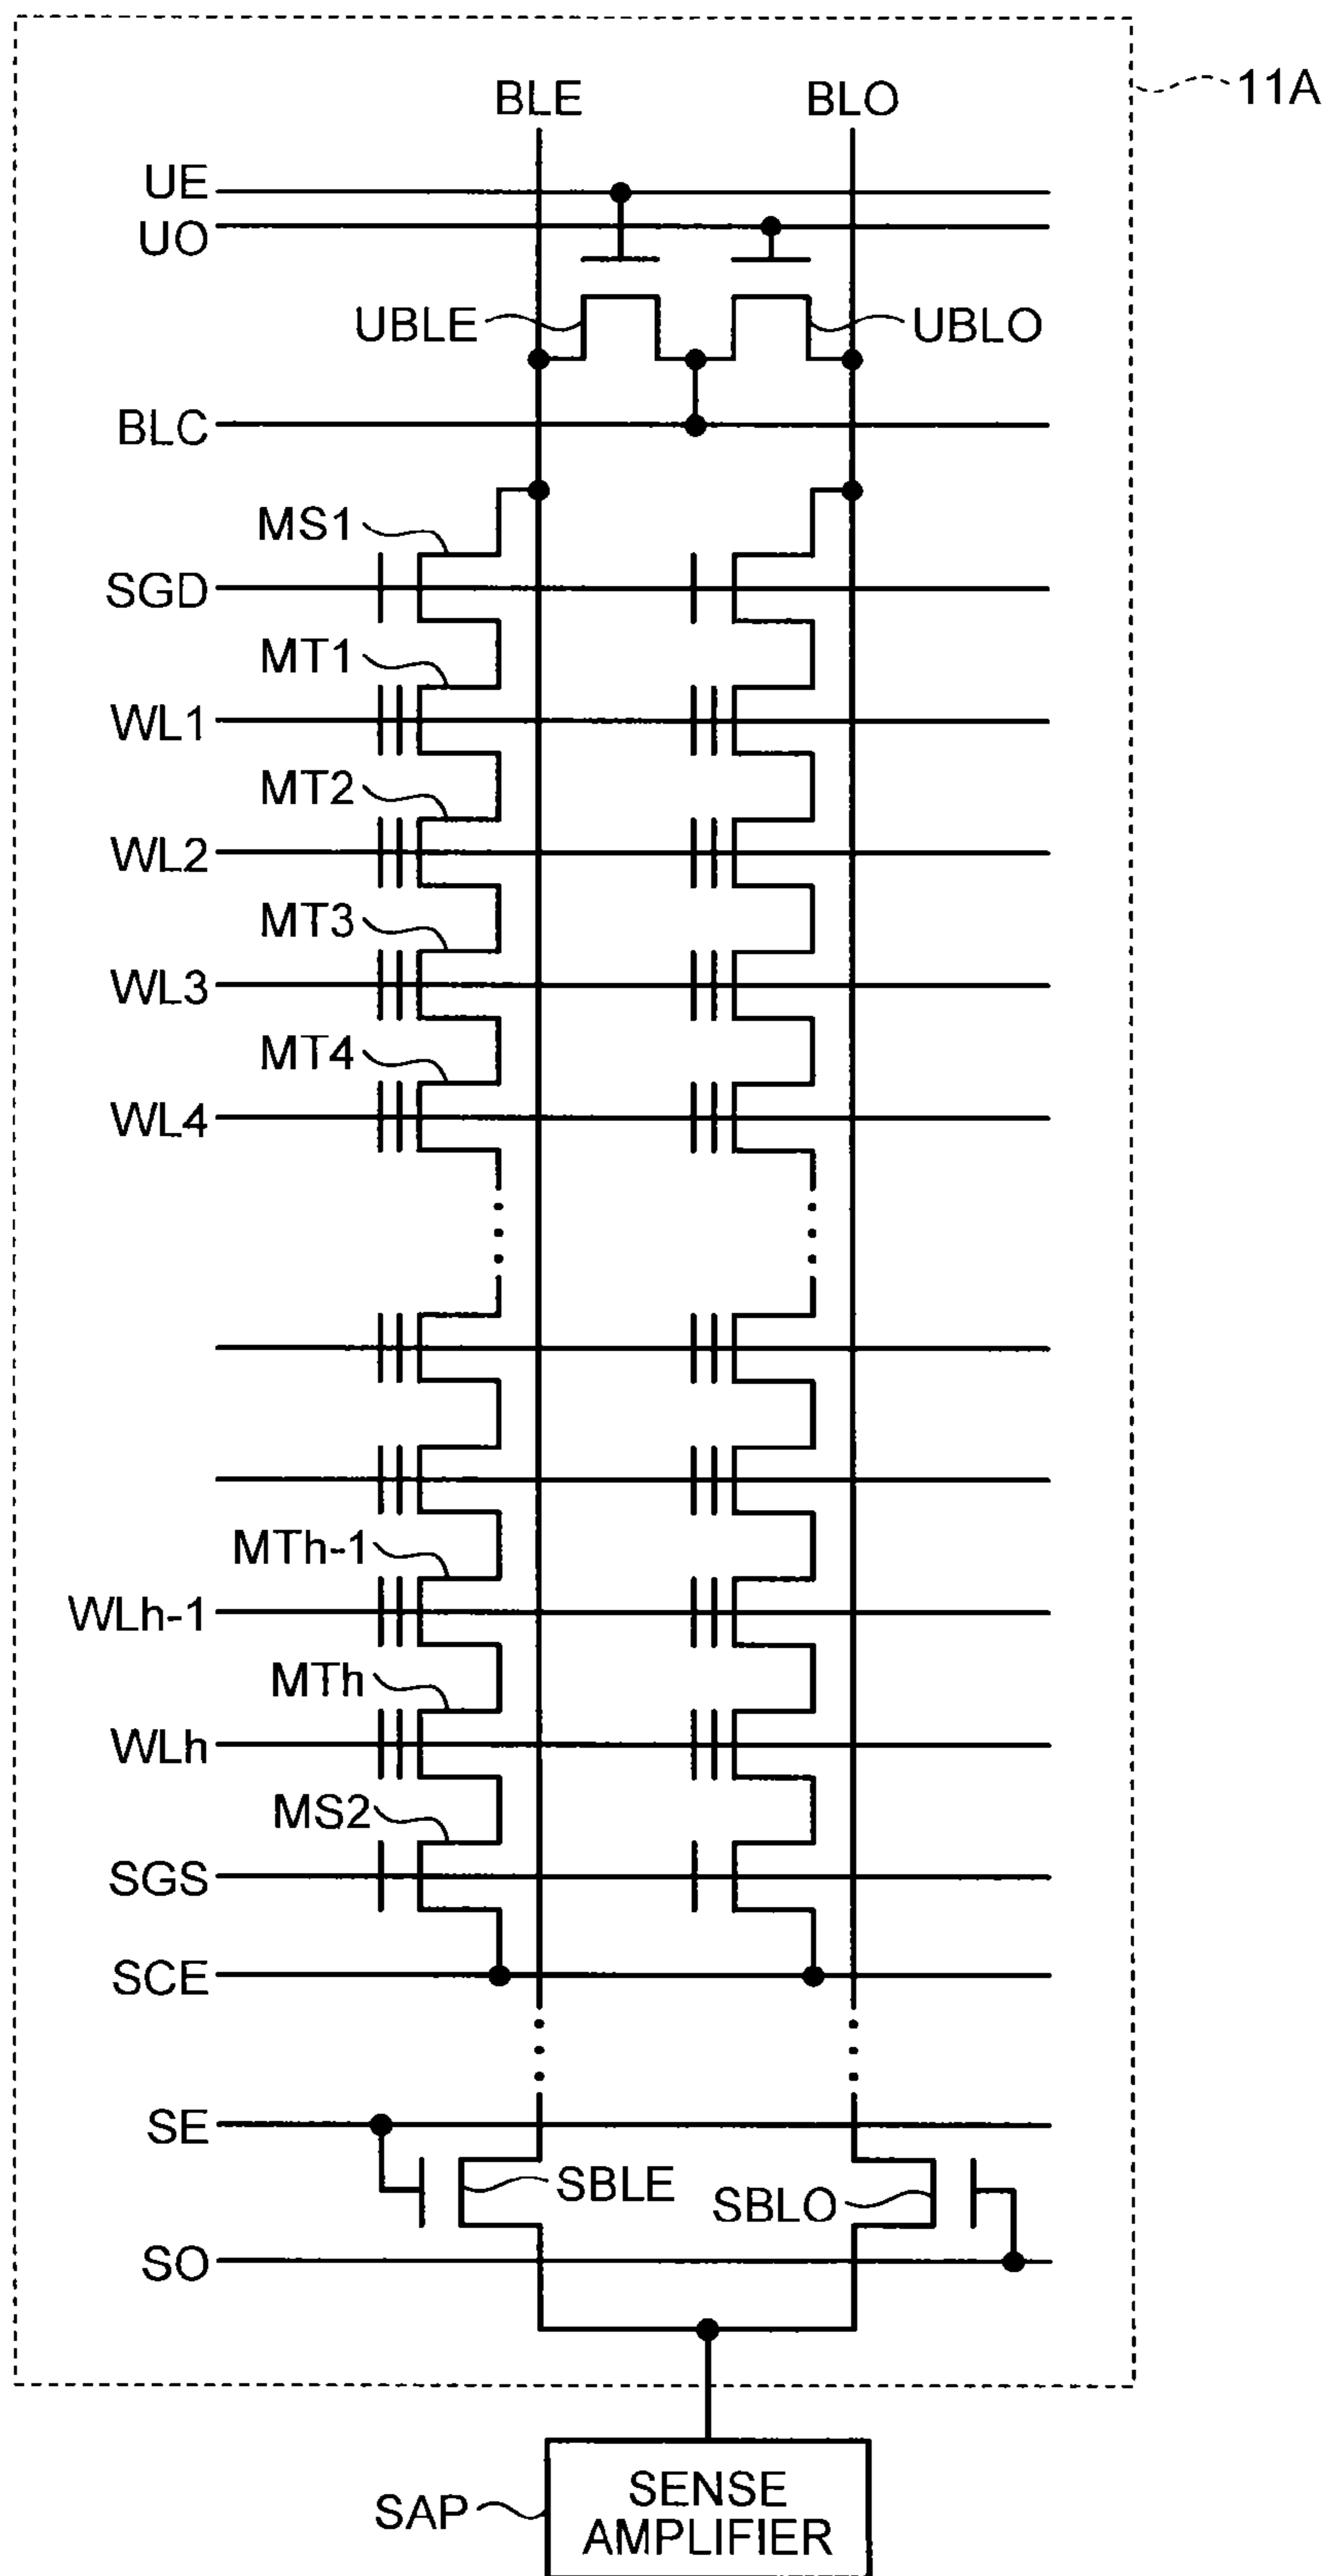 11A
BLE
BLO
UE
UO
UBLE
UBLO
BLC
MS1
SGD
MT1
WL1
MT2
WL2
MT3
WL3
MT4
WL4
MTh-1
WLh-1
MTh
WLh
MS2
SGS
SCE
SE
SBLE
SBLO
SO
SAP
SENSE
AMPLIFIER